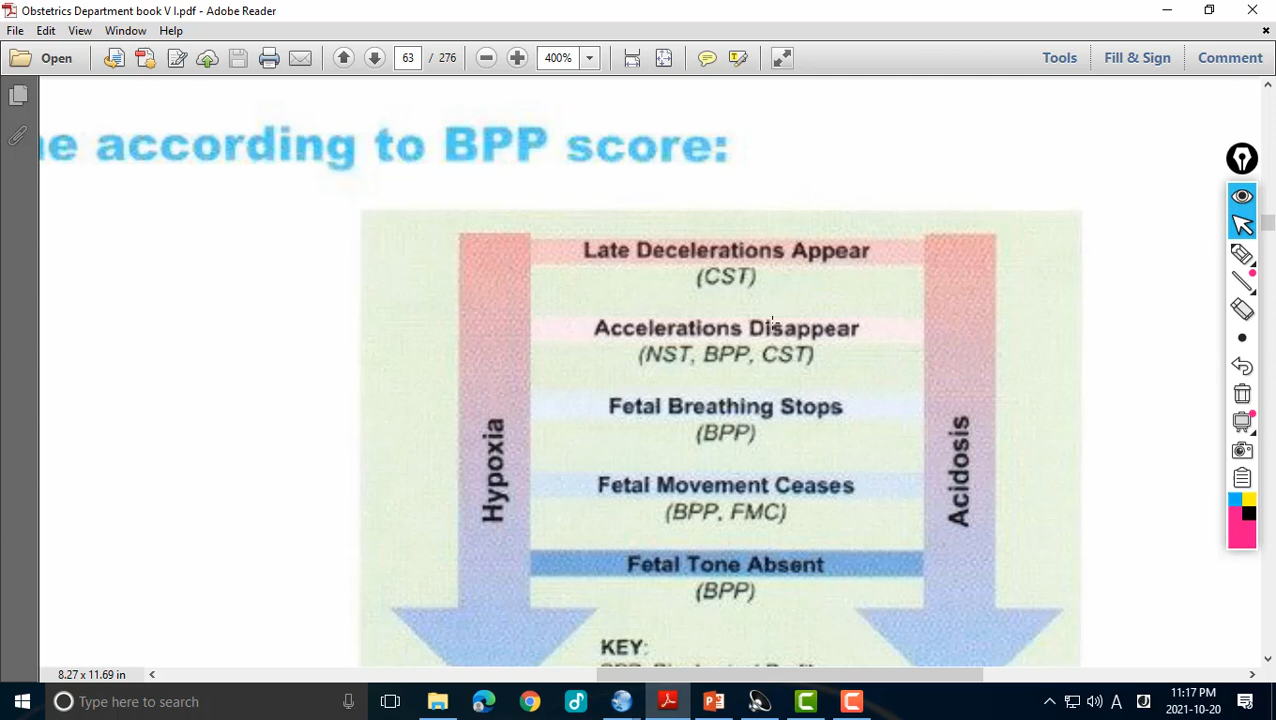 Obstetrics Department book V I.pdf - Adobe Reader
File Edit View Window Help
Open 63 / 276 400% Tools Fill & Sign Comment
e according to BPP score:
Late Decelerations Appear
(CST)
Accelerations Disappear
(NST, BPP, CST)
Fetal Breathing Stops
(BPP)
Hypoxia
Acidosis
Fetal Movement Ceases
(BPP, FMC)
Fetal Tone Absent
(BPP)
KEY:
8.27 x 11.69 in
Type here to search
A
11:17 PM
2021-10-20